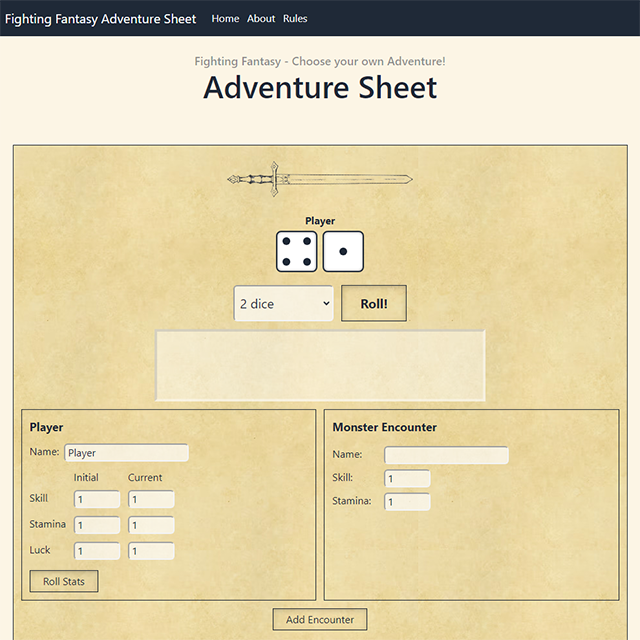 Fighting Fantasy Adventure Sheet Home About Rules
Fighting Fantasy - Choose your own Adventure!
Adventure Sheet
Player
2 dice Roll!
Player
Name: Player
Initial Current
Skill 1 1
Stamina 1 1
Luck 1 1
Roll Stats
Monster Encounter
Name:
Skill: 1
Stamina: 1
Add Encounter